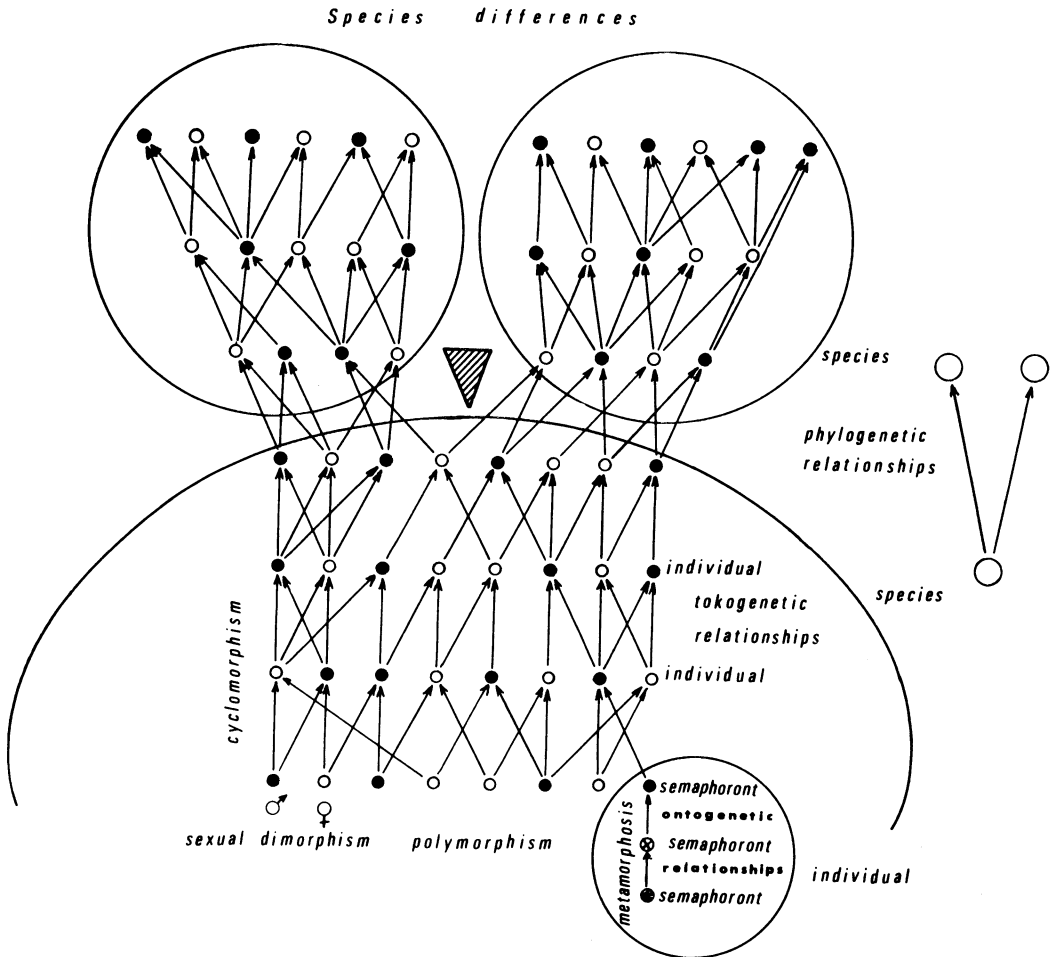 Species differences
species
phylogenetic
relationships
species
individual
tokogenetic
relationships
individual
cyclomorphism
♂ ♀
sexual dimorphism polymorphism
metamorphosis
semaphoront
ontogenetic
semaphoront
relationships
semaphoront
individual